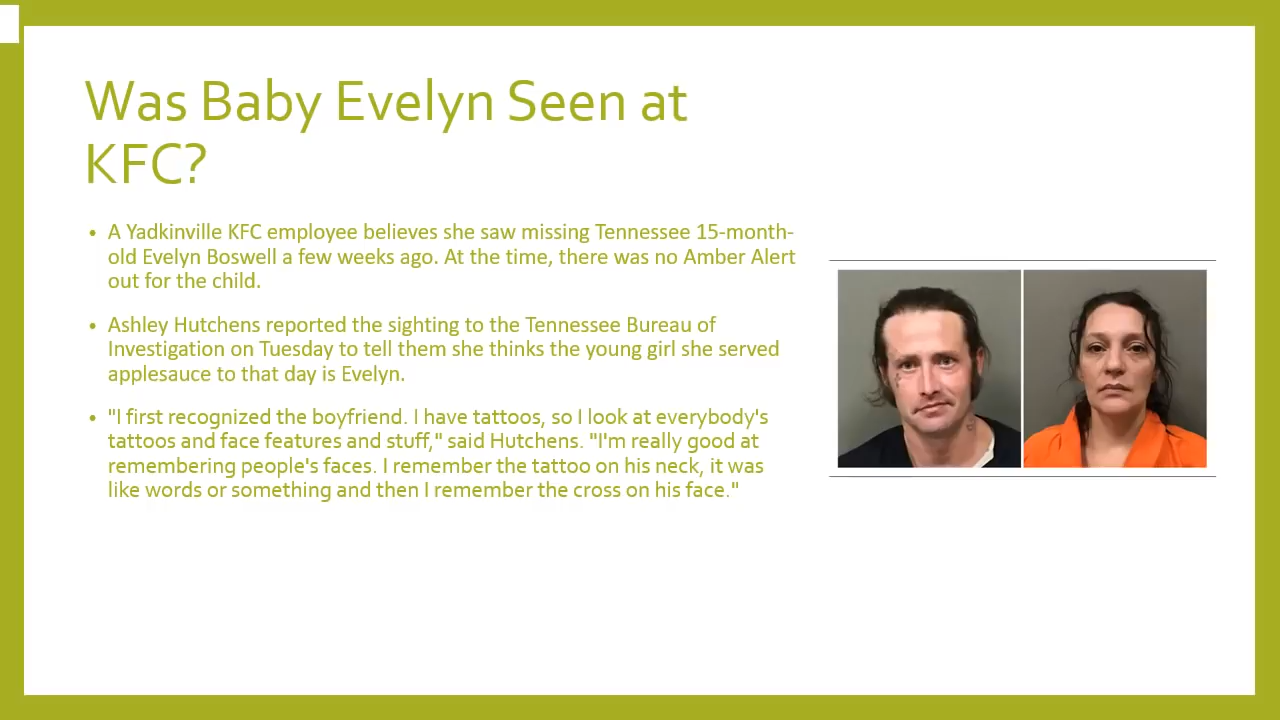 Was Baby Evelyn Seen at
KFC?
• A Yadkinville KFC employee believes she saw missing Tennessee 15-month-
old Evelyn Boswell a few weeks ago. At the time, there was no Amber Alert
out for the child.
• Ashley Hutchens reported the sighting to the Tennessee Bureau of
Investigation on Tuesday to tell them she thinks the young girl she served
applesauce to that day is Evelyn.
• "I first recognized the boyfriend. I have tattoos, so I look at everybody's
tattoos and face features and stuff," said Hutchens. "I'm really good at
remembering people's faces. I remember the tattoo on his neck, it was
like words or something and then I remember the cross on his face."